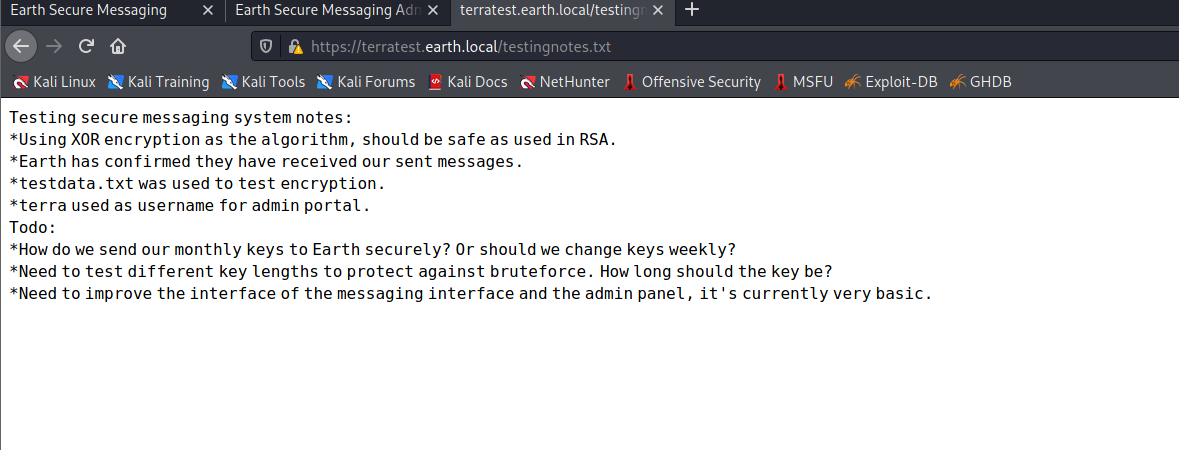 Earth Secure Messaging
Earth Secure Messaging Adm
terratest.earth.local/testingn
https://terratest.earth.local/testingnotes.txt
Kali Linux Kali Training Kali Tools Kali Forums Kali Docs NetHunter Offensive Security MSFU Exploit-DB GHDB
Testing secure messaging system notes:
*Using XOR encryption as the algorithm, should be safe as used in RSA.
*Earth has confirmed they have received our sent messages.
*testdata.txt was used to test encryption.
*terra used as username for admin portal.
Todo:
*How do we send our monthly keys to Earth securely? Or should we change keys weekly?
*Need to test different key lengths to protect against bruteforce. How long should the key be?
*Need to improve the interface of the messaging interface and the admin panel, it's currently very basic.